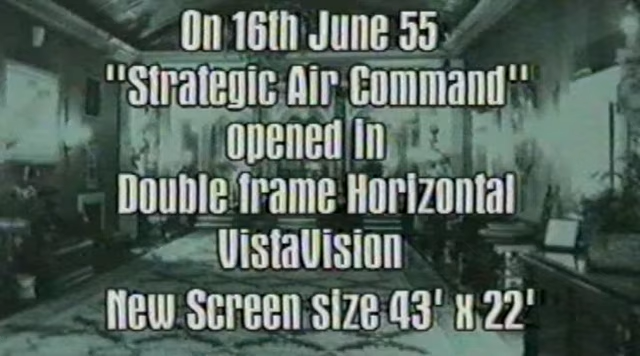 On 16th June 55
"Strategic Air Command"
opened in
Double frame Horizontal
VistaVision
New Screen size 43' x 22'